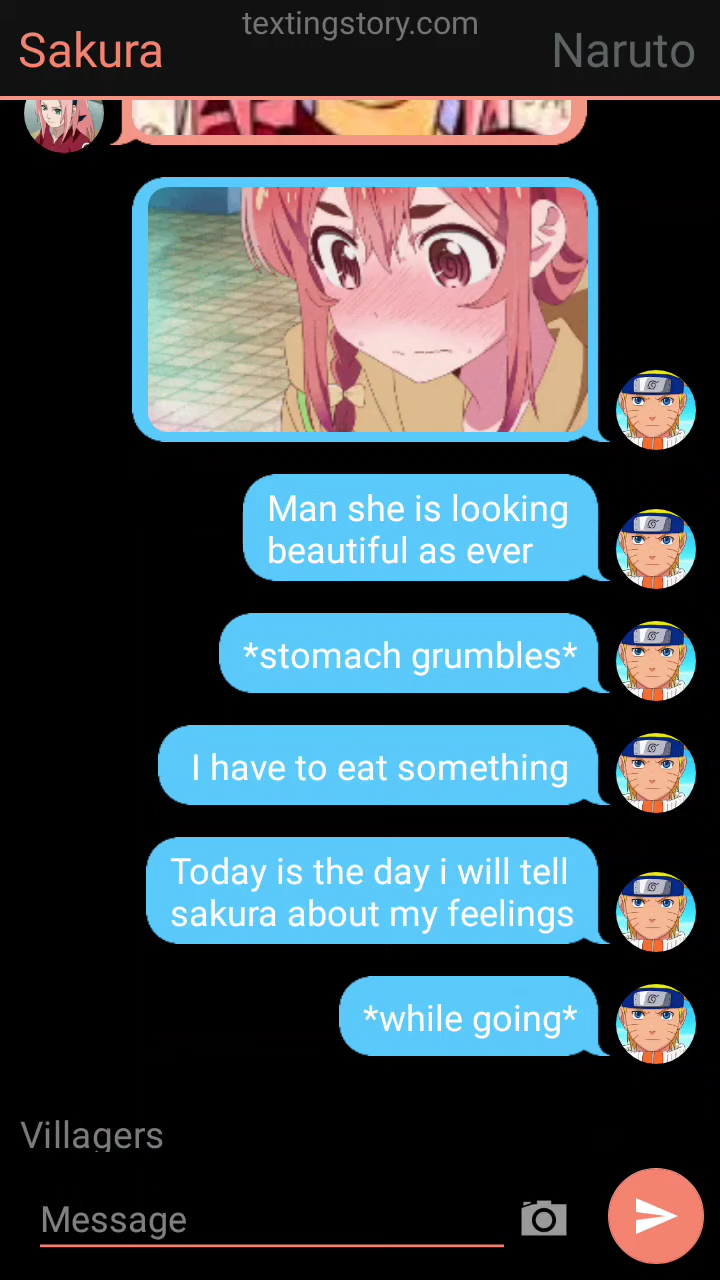 textingstory.com
Sakura
Naruto
Man she is looking
beautiful as ever
*stomach grumbles*
I have to eat something
Today is the day i will tell
sakura about my feelings
*while going*
Villagers
Message